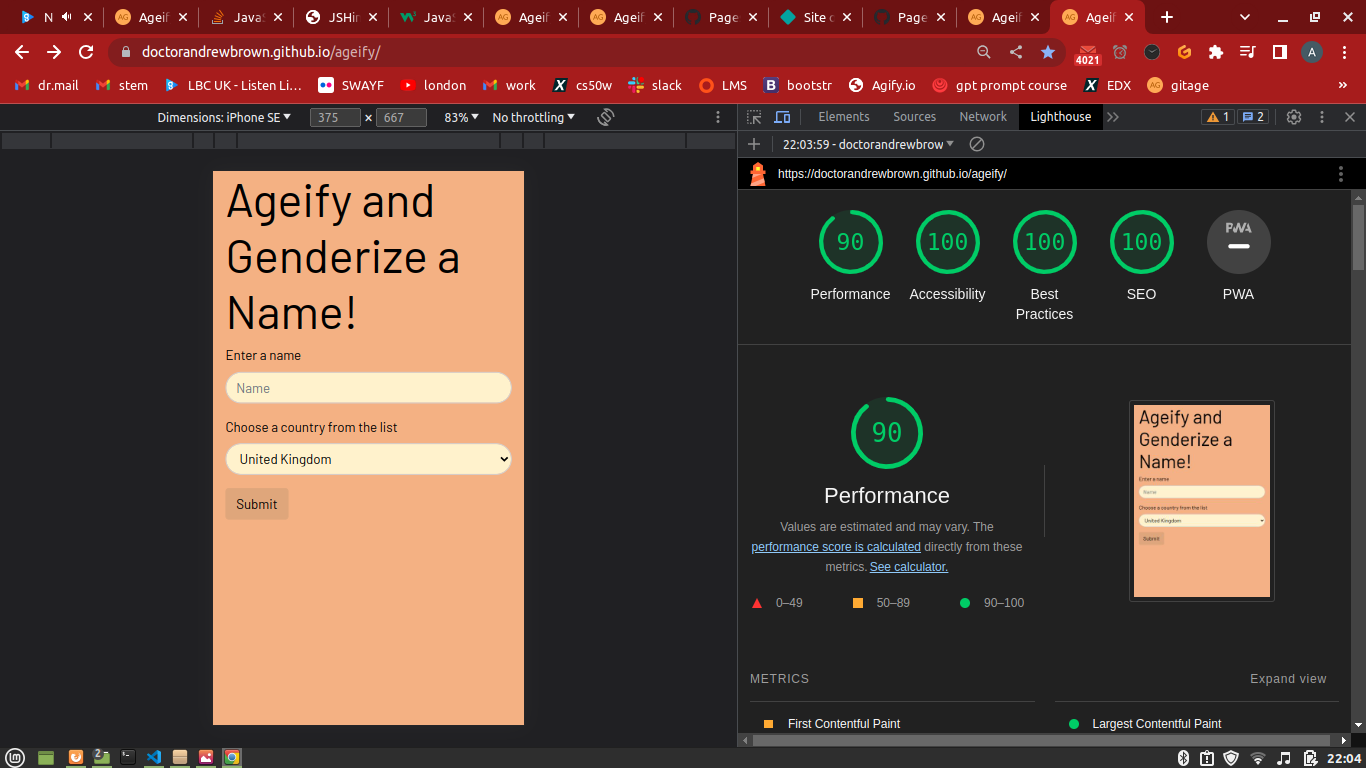 N
Ageif
JavaS
JSHin
JavaS
Ageif
Ageif
Page
Site c
Page
Ageif
Ageif
doctorandrewbrown.github.io/ageify/
4021
A
dr.mail
stem
LBC UK - Listen Li...
SWAYF
london
work
cs50w
slack
LMS
bootstr
Agify.io
gpt prompt course
EDX
gitage
»
Dimensions: iPhone SE
375 × 667
83%
No throttling
Elements
Sources
Network
Lighthouse
1
2
22:03:59 - doctorandrewbrow
https://doctorandrewbrown.github.io/ageify/
Ageify and
Genderize a
Name!
Enter a name
Name
Choose a country from the list
United Kingdom
Submit
90
100
100
100
PWA
Performance
Accessibility
Best
Practices
SEO
PWA
90
Performance
Values are estimated and may vary. The
performance score is calculated directly from these
metrics. See calculator.
0–49
50–89
90–100
Ageify and
Genderize a
Name!
Enter a name
Name
Choose a country from the list
United Kingdom
Submit
METRICS
Expand view
First Contentful Paint
Largest Contentful Paint
2
22:04